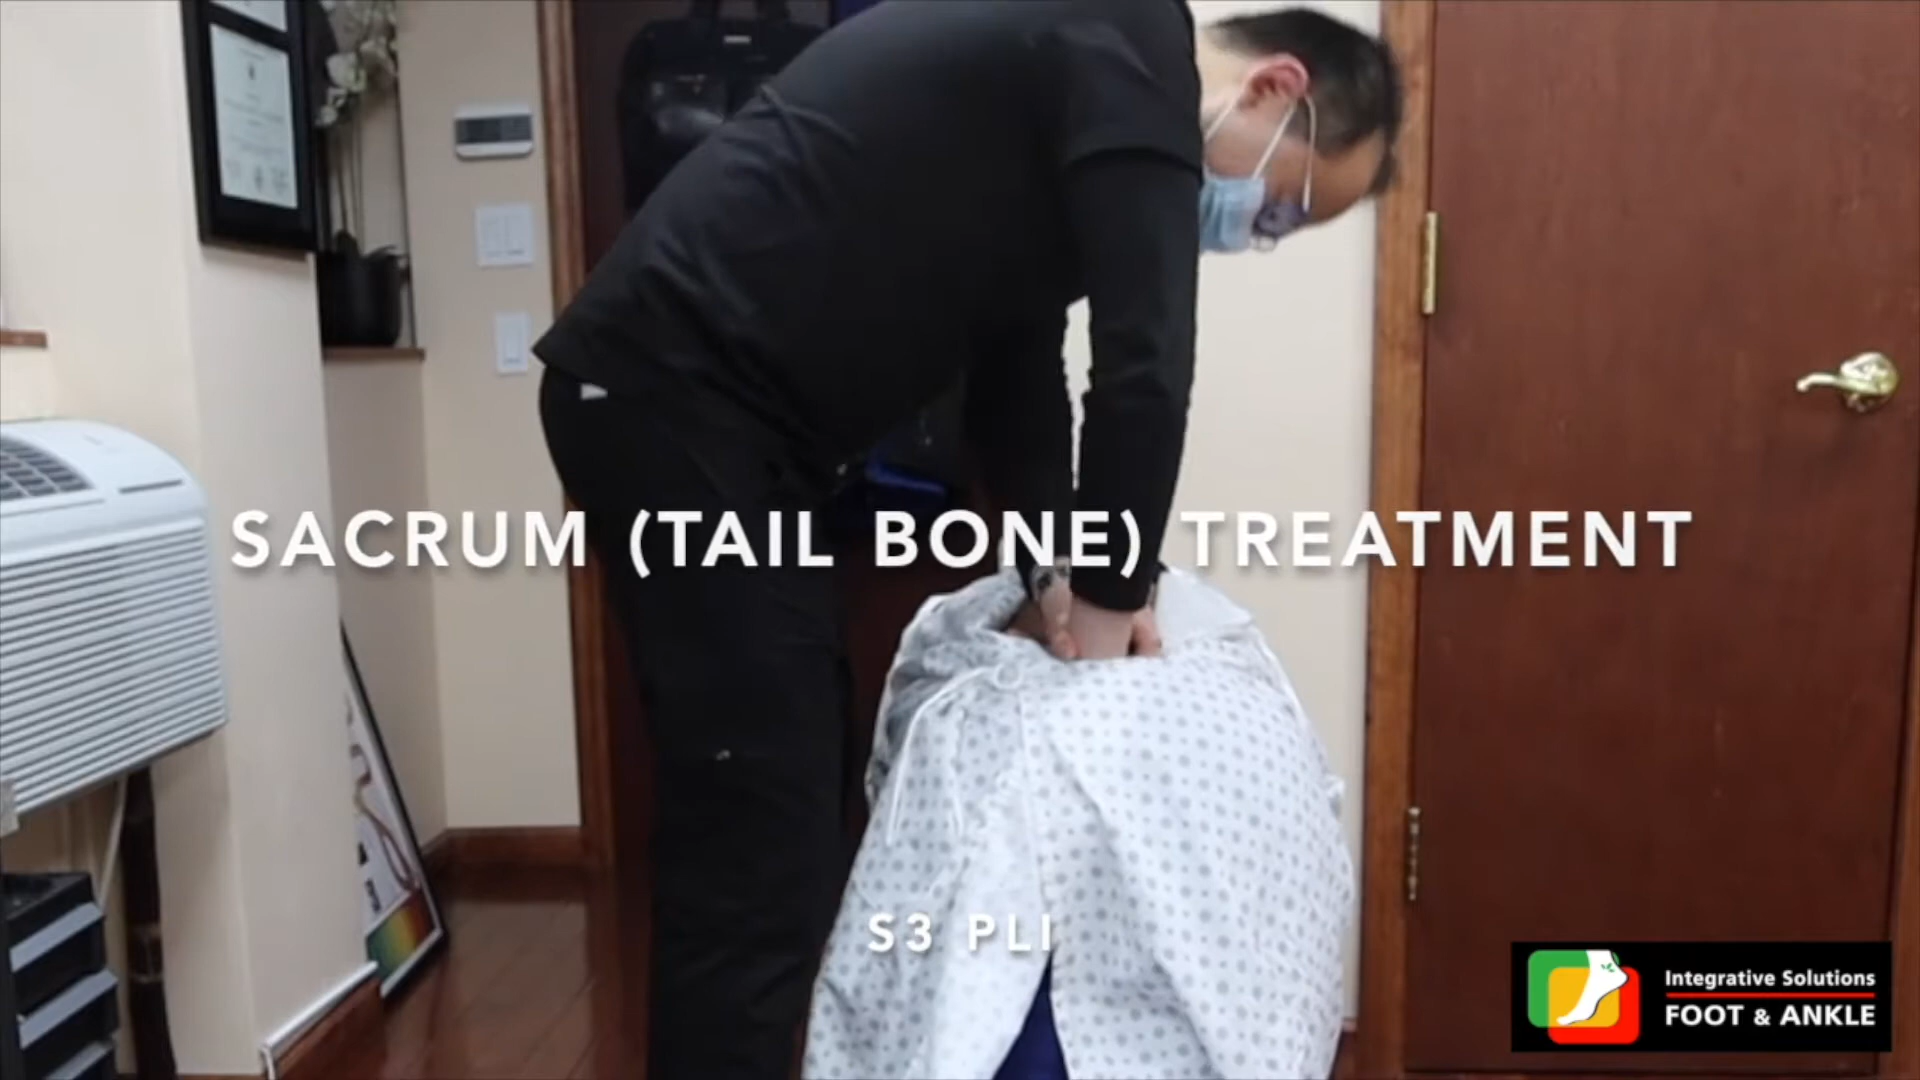 SACRUM (TAIL BONE) TREATMENT
S3 PLI
Integrative Solutions
FOOT & ANKLE